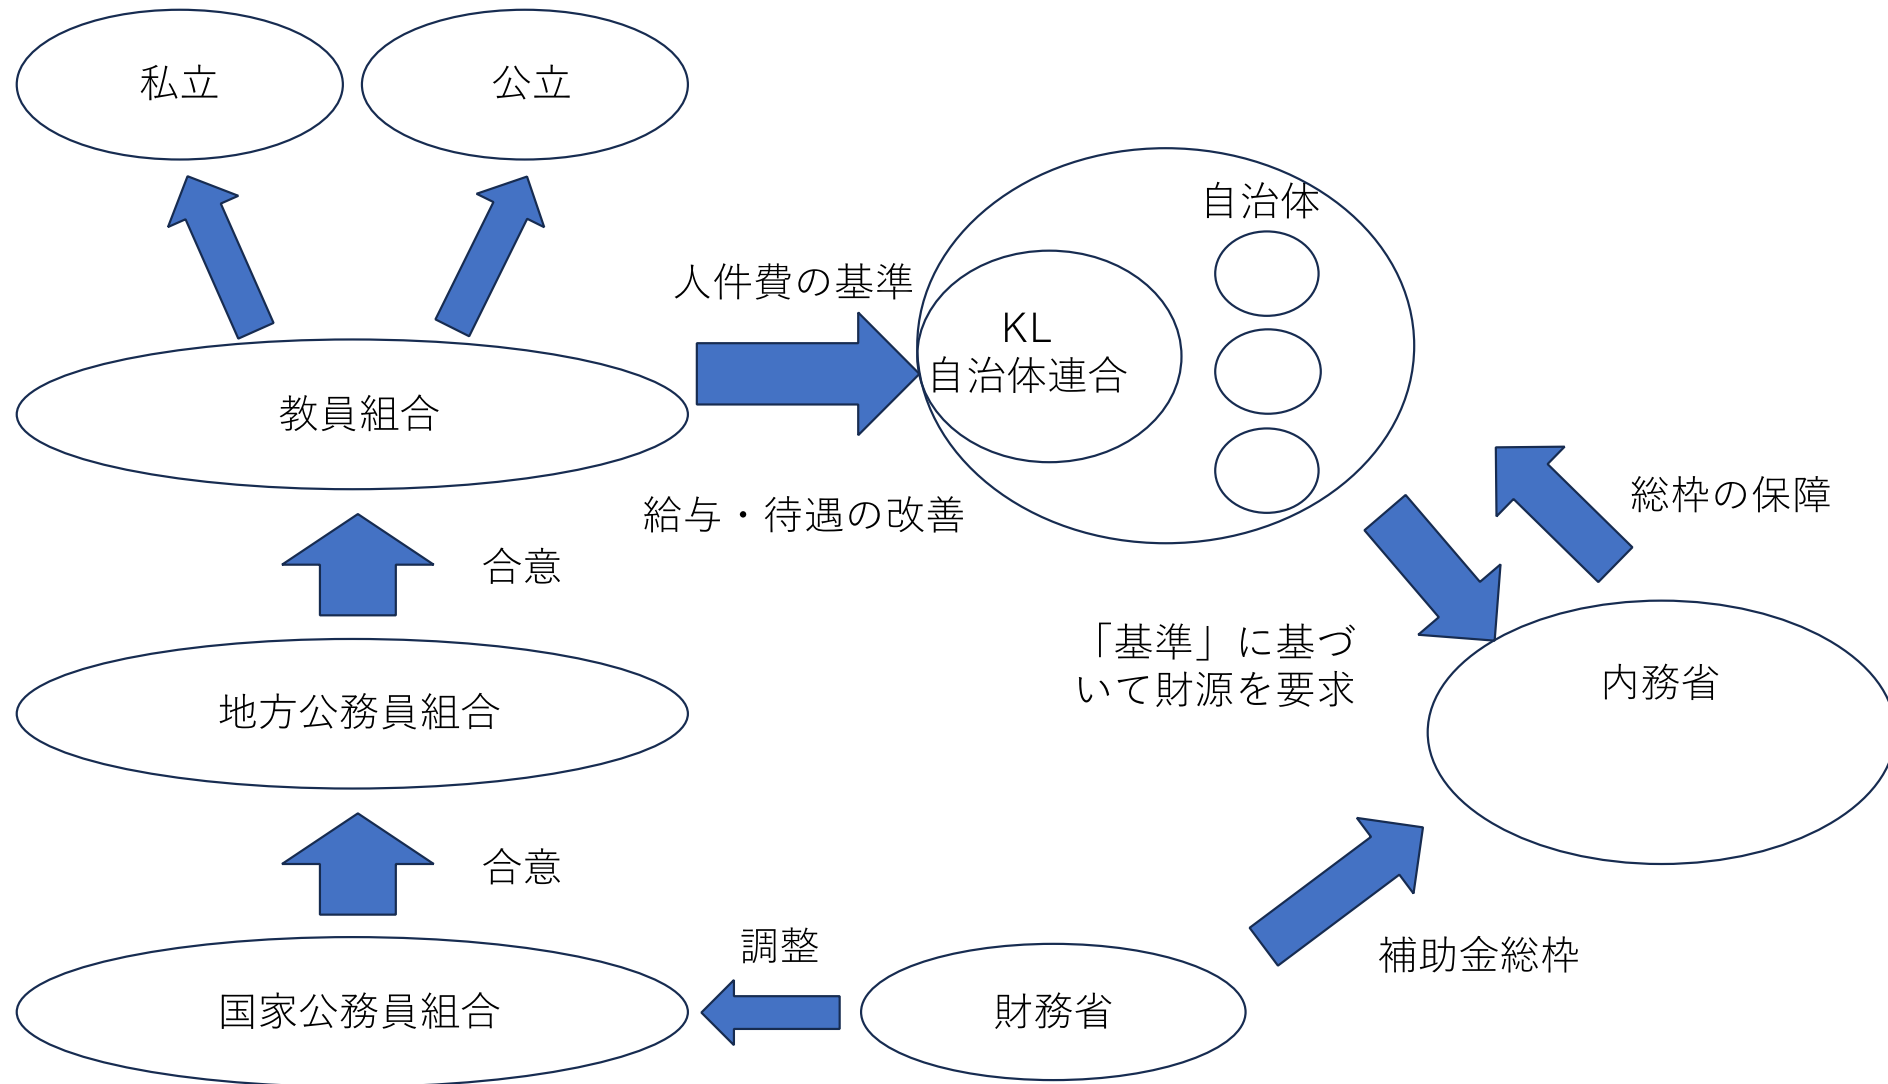 私立
公立
自治体
人件費の基準
KL
自治体連合
教員組合
給与・待遇の改善
総枠の保障
合意
「基準」に基づ
いて財源を要求
内務省
地方公務員組合
合意
調整
補助金総枠
国家公務員組合
財務省